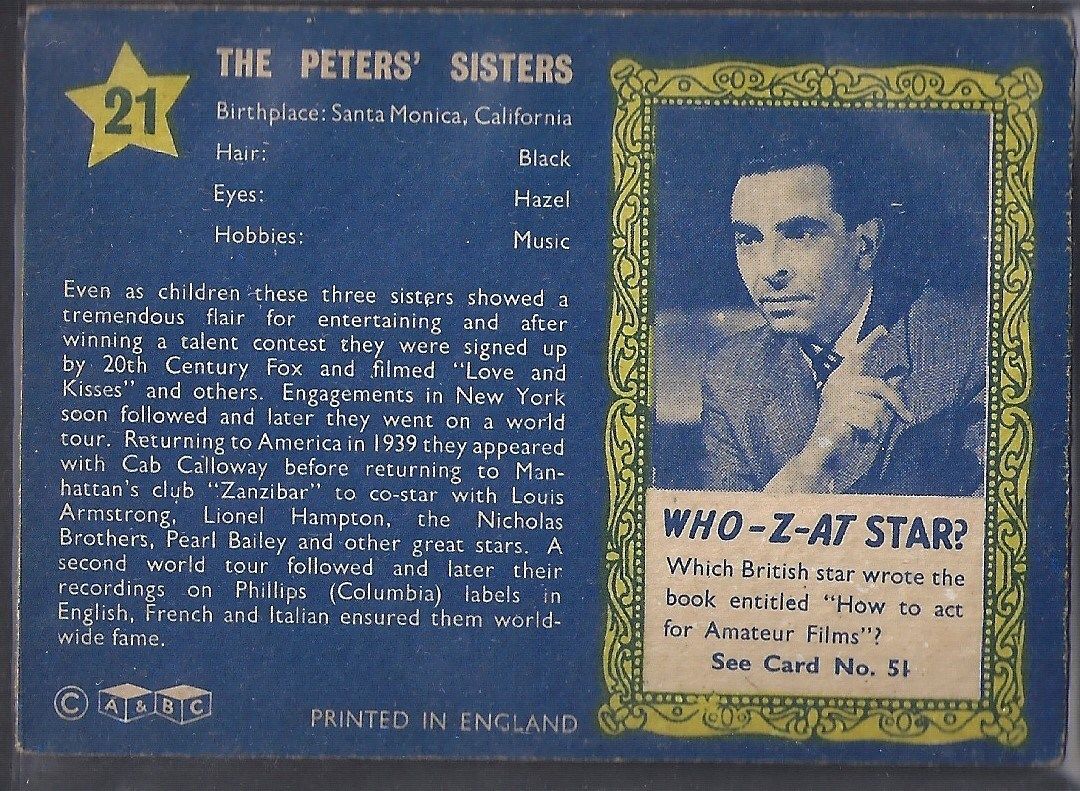 21
THE PETERS' SISTERS
Birthplace: Santa Monica, California
Hair: Black
Eyes: Hazel
Hobbies: Music
Even as children these three sisters showed a
tremendous flair for entertaining and after
winning a talent contest they were signed up
by 20th Century Fox and filmed "Love and
Kisses" and others. Engagements in New York
soon followed and later they went on a world
tour. Returning to America in 1939 they appeared
with Cab Calloway before returning to Man-
hattan's club "Zanzibar" to co-star with Louis
Armstrong, Lionel Hampton, the Nicholas
Brothers, Pearl Bailey and other great stars. A
second world tour followed and later their
recordings on Phillips (Columbia) labels in
English, French and Italian ensured them world-
wide fame.
© A & B C
PRINTED IN ENGLAND
WHO-Z-AT STAR?
Which British star wrote the
book entitled "How to act
for Amateur Films"?
See Card No. 51